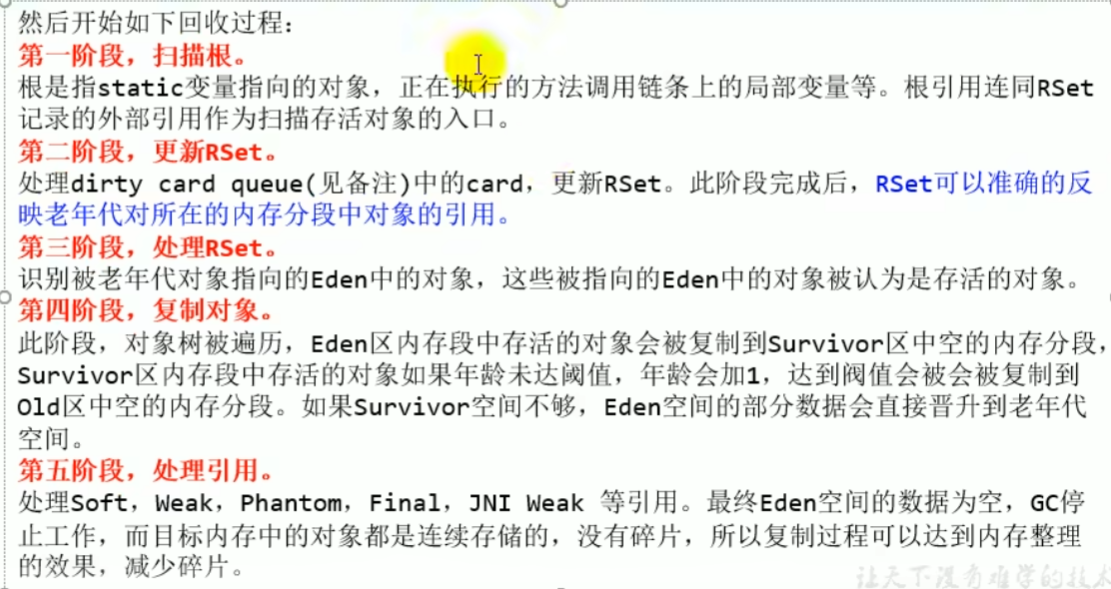 然后开始如下回收过程：
第一阶段，扫描根。
根是指static变量指向的对象，正在执行的方法调用链条上的局部变量等。根引用连同RSet
记录的外部引用作为扫描存活对象的入口。
第二阶段，更新RSet。
处理dirty card queue(见备注)中的card，更新RSet。此阶段完成后，RSet可以准确的反
映老年代对所在的内存分段中对象的引用。
第三阶段，处理RSet。
识别被老年代对象指向的Eden中的对象，这些被指向的Eden中的对象被认为是存活的对象。
第四阶段，复制对象。
此阶段，对象树被遍历，Eden区内存段中存活的对象会被复制到Survivor区中空的内存分段，
Survivor区内存段中存活的对象如果年龄未达阈值，年龄会加1，达到阀值会被会被复制到
Old区中空的内存分段。如果Survivor空间不够，Eden空间的部分数据会直接晋升到老年代
空间。
第五阶段，处理引用。
处理Soft，Weak，Phantom，Final，JNI Weak 等引用。最终Eden空间的数据为空，GC停
止工作，而目标内存中的对象都是连续存储的，没有碎片，所以复制过程可以达到内存整理
的效果，减少碎片。
让天下没有难学的技术